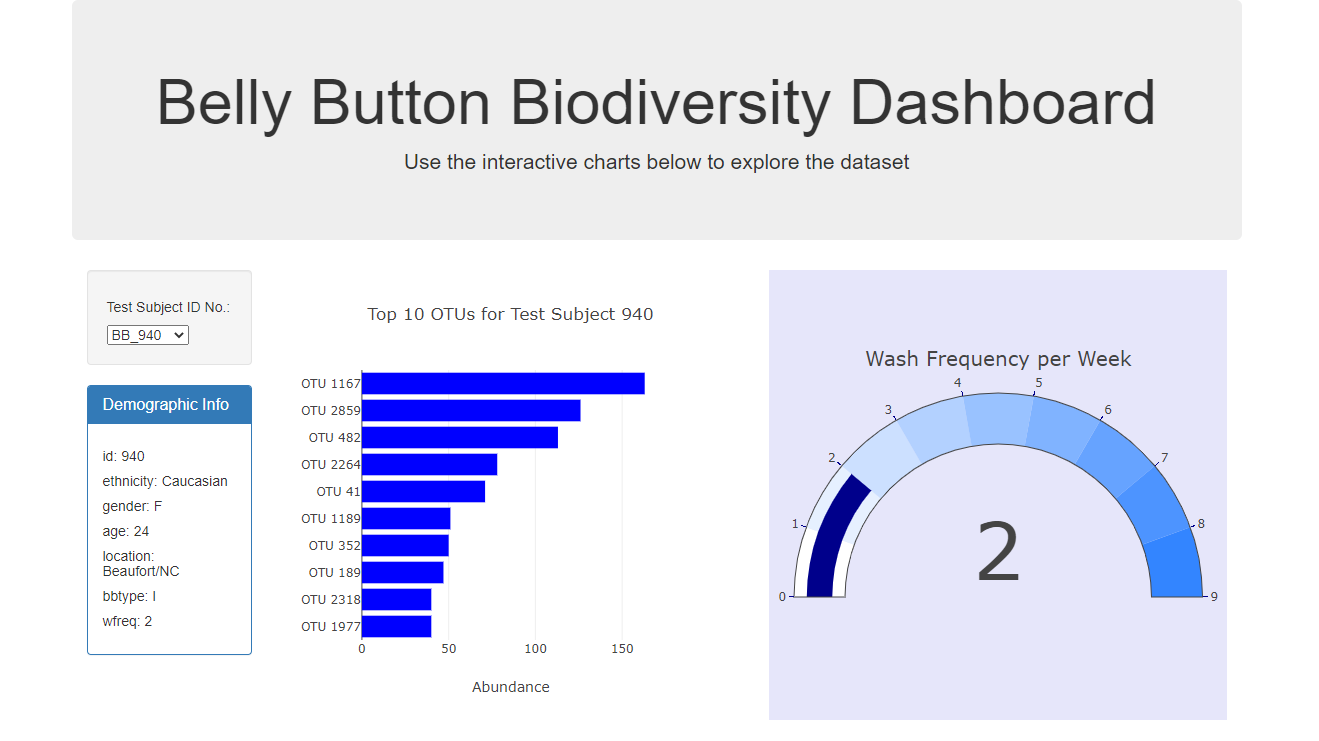 Belly Button Biodiversity Dashboard
Use the interactive charts below to explore the dataset
Test Subject ID No.:
BB_940
Demographic Info
id: 940
ethnicity: Caucasian
gender: F
age: 24
location:
Beaufort/NC
bbtype: I
wfreq: 2
Top 10 OTUs for Test Subject 940
OTU 1167
OTU 2859
OTU 482
OTU 2264
OTU 41
OTU 1189
OTU 352
OTU 189
OTU 2318
OTU 1977
0 50 100 150
Abundance
Wash Frequency per Week
0
1
2
3
4
5
6
7
8
9
2